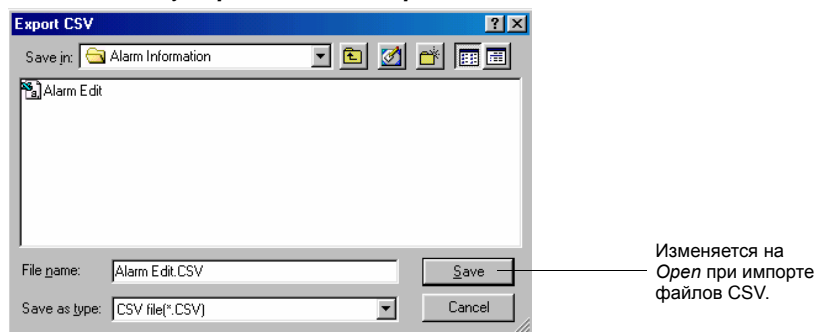 Export CSV
Save in: Alarm Information
Alarm Edit
File name: Alarm Edit.CSV Save
Save as type: CSV file(*.CSV) Cancel
Изменяется на
Open при импорте
файлов CSV.